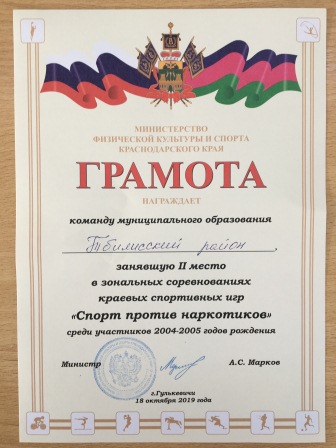 МИНИСТЕРСТВО
ФИЗИЧЕСКОЙ КУЛЬТУРЫ И СПОРТА
КРАСНОДАРСКОГО КРАЯ
ГРАМОТА
НАГРАЖДАЕТ
команду муниципального образования
Тбилисский район,
занявшую II место
в зональных соревнованиях
краевых спортивных игр
«Спорт против наркотиков»
среди участников 2004-2005 годов рождения
Министр А.С. Марков
г.Гулькевичи
18 октября 2019 года